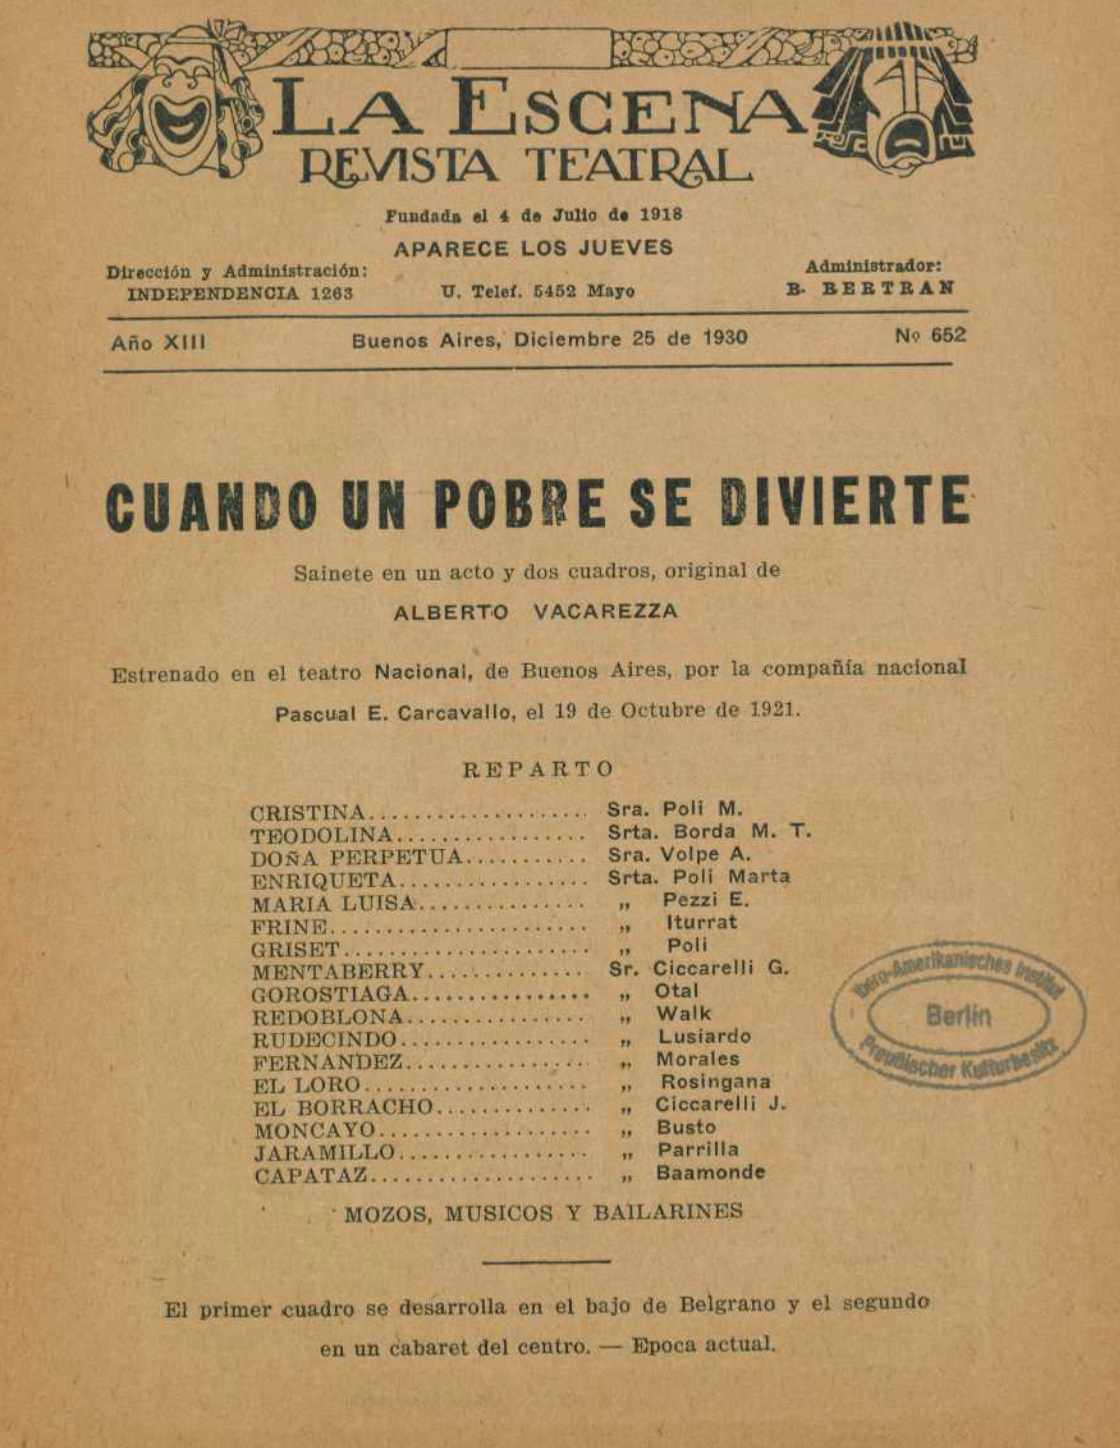 LA ESCENA
REVISTA TEATRAL
Fundada el 4 de Julio de 1918
APARECE LOS JUEVES
Dirección y Administración:
INDEPENDENCIA 1263
U. Telef. 5452 Mayo
Administrador:
B. BERTRAN
Año XIII Buenos Aires, Diciembre 25 de 1930 Nº 652
CUANDO UN POBRE SE DIVIERTE
Sainete en un acto y dos cuadros, original de
ALBERTO VACAREZZA
Estrenado en el teatro Nacional, de Buenos Aires, por la compañía nacional
Pascual E. Carcavallo, el 19 de Octubre de 1921.
REPARTO
CRISTINA.................... Sra. Poli M.
TEODOLINA................. Srta. Borda M. T.
DOÑA PERPETUA........... Sra. Volpe A.
ENRIQUETA................. Srta. Poli Marta
MARIA LUISA............... „ Pezzi E.
FRINE....................... „ Iturrat
GRISET...................... „ Poli
MENTABERRY.............. Sr. Ciccarelli G.
GOROSTIAGA................ „ Otal
REDOBLONA................ „ Walk
RUDECINDO................. „ Lusiardo
FERNANDEZ................ „ Morales
EL LORO.................... „ Rosingana
EL BORRACHO.............. „ Ciccarelli J.
MONCAYO................... „ Busto
JARAMILLO................. „ Parrilla
CAPATAZ.................... „ Baamonde
MOZOS, MUSICOS Y BAILARINES
Ibero-Amerikanisches Institut
Berlin
Preußischer Kulturbesitz
El primer cuadro se desarrolla en el bajo de Belgrano y el segundo
en un cabaret del centro. — Epoca actual.